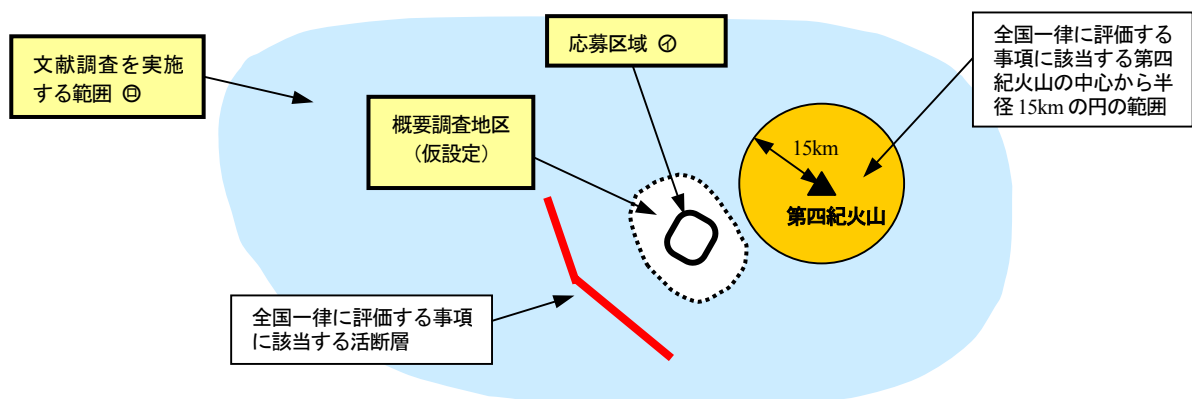 文献調査を実施
する範囲 ㋺
応募区域 ㋑
全国一律に評価する
事項に該当する第四
紀火山の中心から半
径 15km の円の範囲
概要調査地区
（仮設定）
15km
第四紀火山
全国一律に評価する事項
に該当する活断層